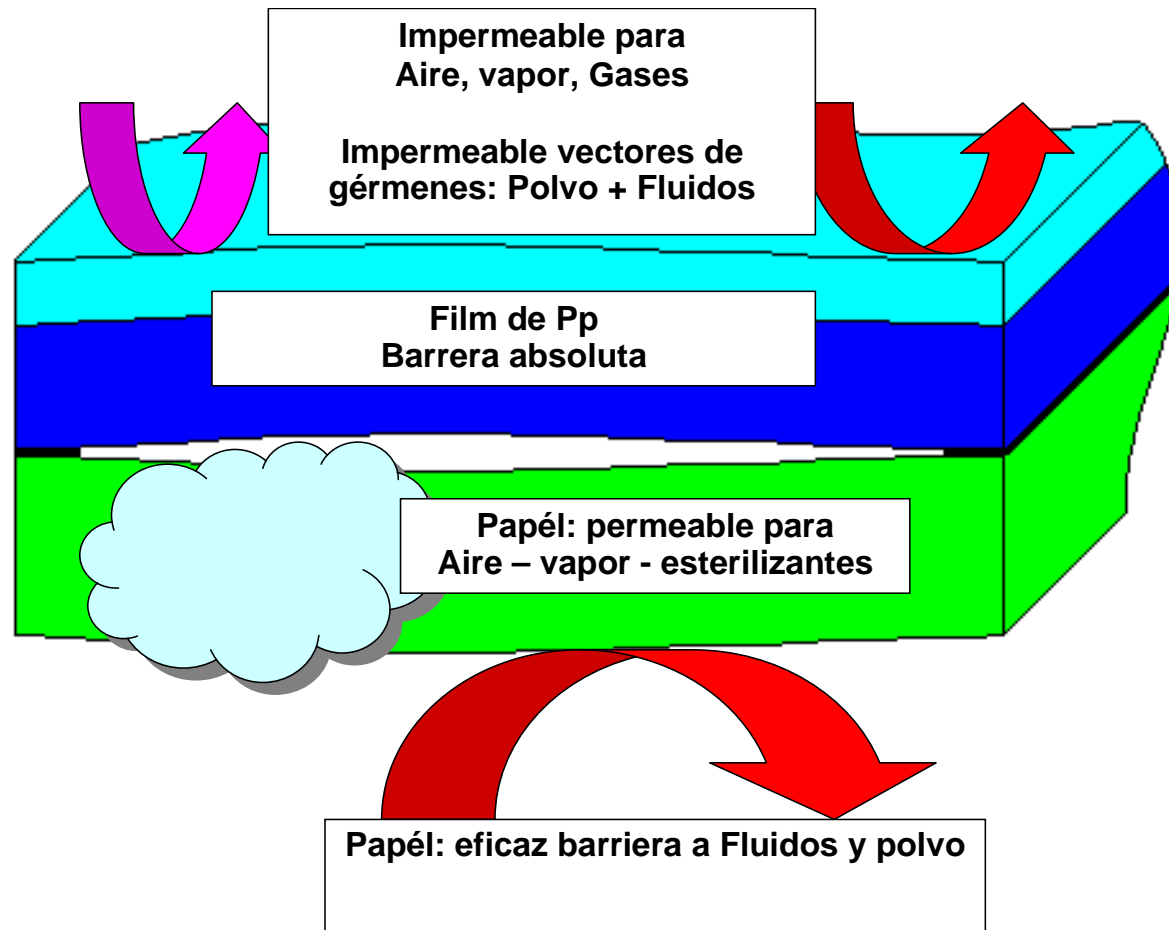 Impermeable para
Aire, vapor, Gases
Impermeable vectores de
gérmenes: Polvo + Fluidos
Film de Pp
Barrera absoluta
Papél: permeable para
Aire – vapor - esterilizantes
Papél: eficaz barriera a Fluidos y polvo